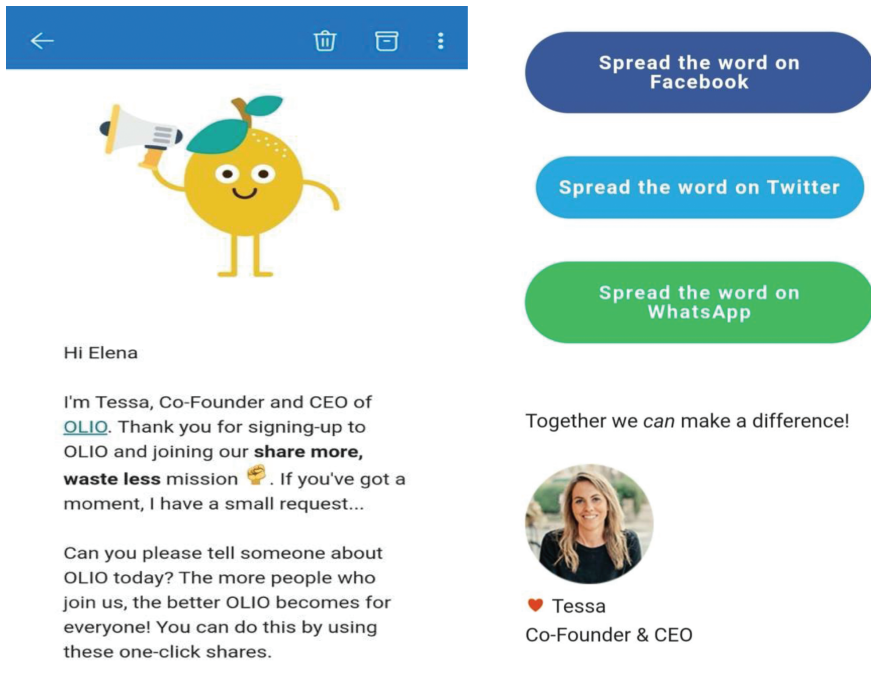 Hi Elena
I'm Tessa, Co-Founder and CEO of
OLIO. Thank you for signing-up to
OLIO and joining our share more,
waste less mission ✊. If you've got a
moment, I have a small request...
Can you please tell someone about
OLIO today? The more people who
join us, the better OLIO becomes for
everyone! You can do this by using
these one-click shares.
Spread the word on
Facebook
Spread the word on Twitter
Spread the word on
WhatsApp
Together we can make a difference!
❤ Tessa
Co-Founder & CEO